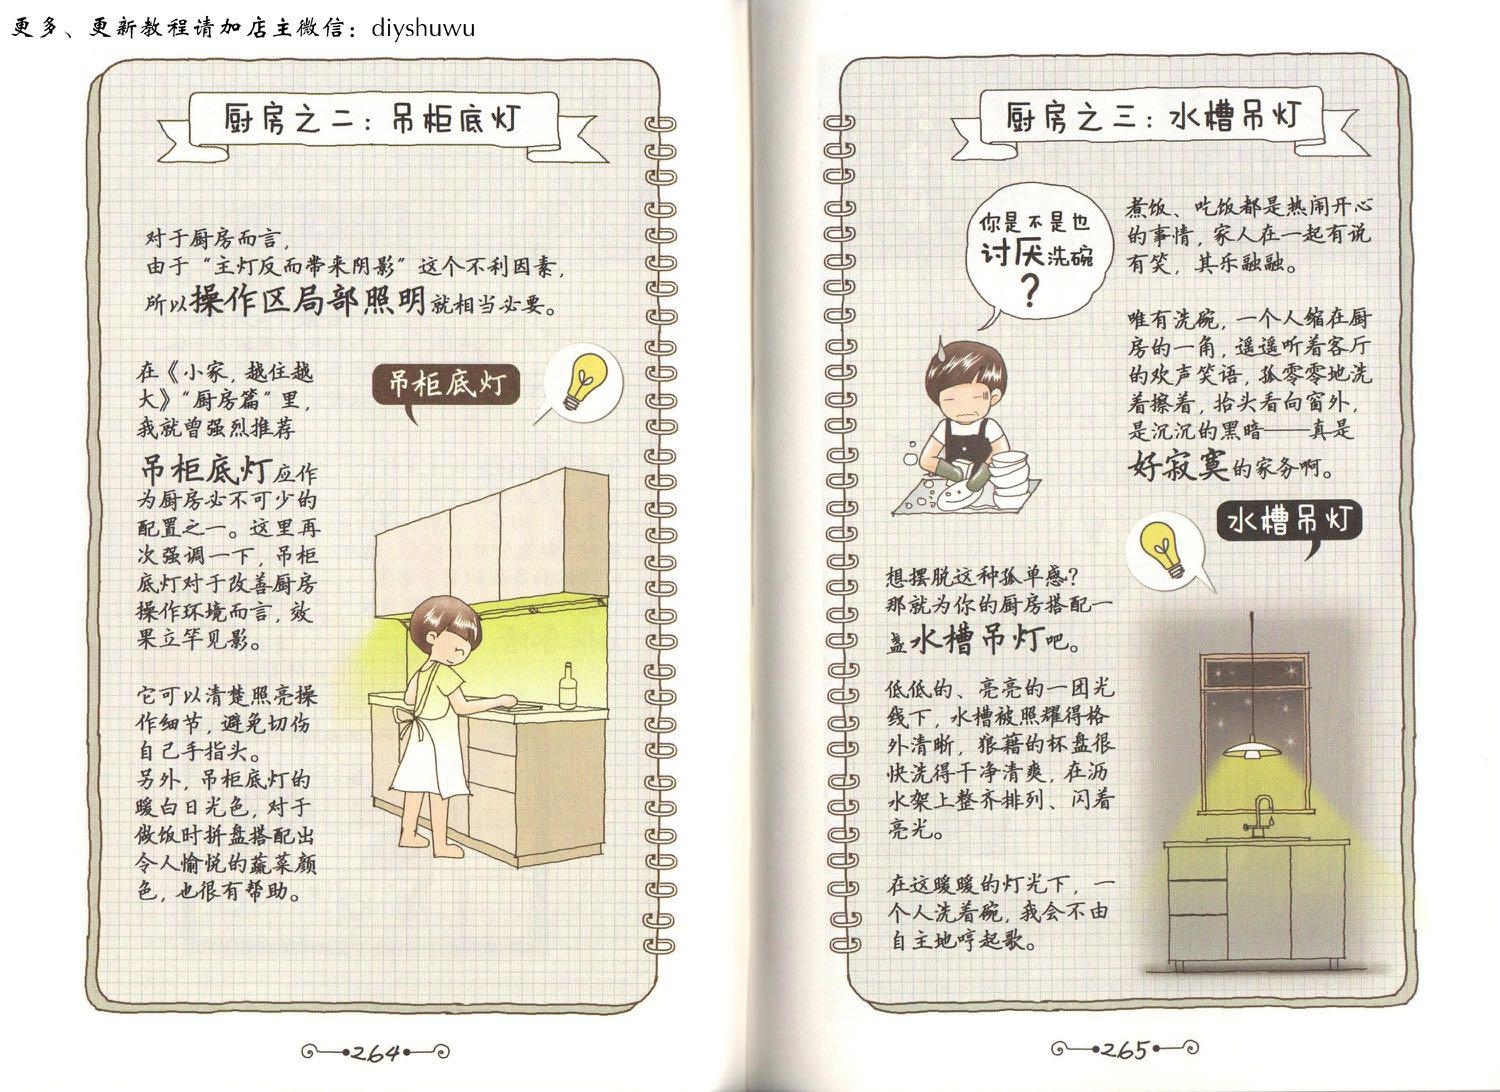 更多、更新教程请加店主微信：diyshuwu
厨房之二：吊柜底灯
对于厨房而言，
由于“主灯反而带来阴影”这个不利因素，
所以操作区局部照明就相当必要。
在《小家，越住越
大》“厨房篇”里，
我就曾强烈推荐
吊柜底灯应作
为厨房必不可少的
配置之一。这里再
次强调一下，吊柜
底灯对于改善厨房
操作环境而言，效
果立竿见影。
它可以清楚照亮操
作细节，避免切伤
自己手指头。
另外，吊柜底灯的
暖白日光色，对于
做饭时拼盘搭配出
令人愉悦的蔬菜颜
色，也很有帮助。
吊柜底灯
264
厨房之三：水槽吊灯
你是不是也
讨厌洗碗
？
煮饭、吃饭都是热闹开心
的事情，家人在一起有说
有笑，其乐融融。
唯有洗碗，一个人缩在厨
房的一角，遥遥听着客厅
的欢声笑语，孤零零地洗
着擦着，抬头看向窗外，
是沉沉的黑暗——真是
好寂寞的家务啊。
水槽吊灯
想摆脱这种孤单感？
那就为你的厨房搭配一
盏水槽吊灯吧。
低低的、亮亮的一团光
线下，水槽被照耀得格
外清晰，狼藉的杯盘很
快洗得干净清爽，在沥
水架上整齐排列、闪着
亮光。
在这暖暖的灯光下，一
个人洗着碗，我会不由
自主地哼起歌。
265